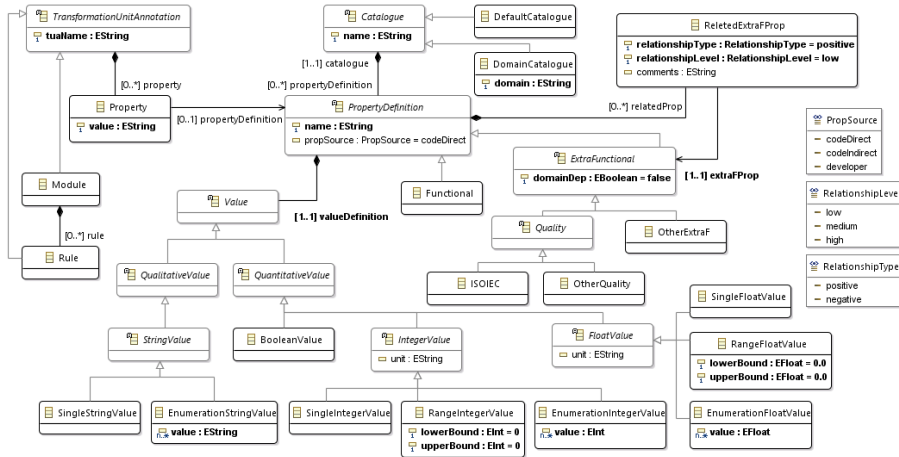 TransformationUnitAnnotation
tuaName : EString
Catalogue
name : EString
DefaultCatalogue
DomainCatalogue
domain : EString
ReletedExtraFProp
relationshipType : RelationshipType = positive
relationshipLevel : RelationshipLevel = low
comments : EString
[1..1] catalogue
[0..*] property
[0..*] propertyDefinition
Property
value : EString
[0..1] propertyDefinition
PropertyDefinition
name : EString
propSource : PropSource = codeDirect
[0..*] relatedProp
PropSource
codeDirect
codeIndirect
developer
ExtraFunctional
domainDep : EBoolean = false
[1..1] extraFProp
Module
Functional
Value
[1..1] valueDefinition
RelationshipLevel
low
medium
high
Quality
OtherExtraF
[0..*] rule
Rule
QualitativeValue
QuantitativeValue
ISOIEC
OtherQuality
RelationshipType
positive
negative
SingleFloatValue
StringValue
BooleanValue
IntegerValue
unit : EString
FloatValue
unit : EString
RangeFloatValue
lowerBound : EFloat = 0.0
upperBound : EFloat = 0.0
SingleStringValue
EnumerationStringValue
value : EString
SingleIntegerValue
RangeIntegerValue
lowerBound : EInt = 0
upperBound : EInt = 0
EnumerationIntegerValue
value : EInt
EnumerationFloatValue
value : EFloat